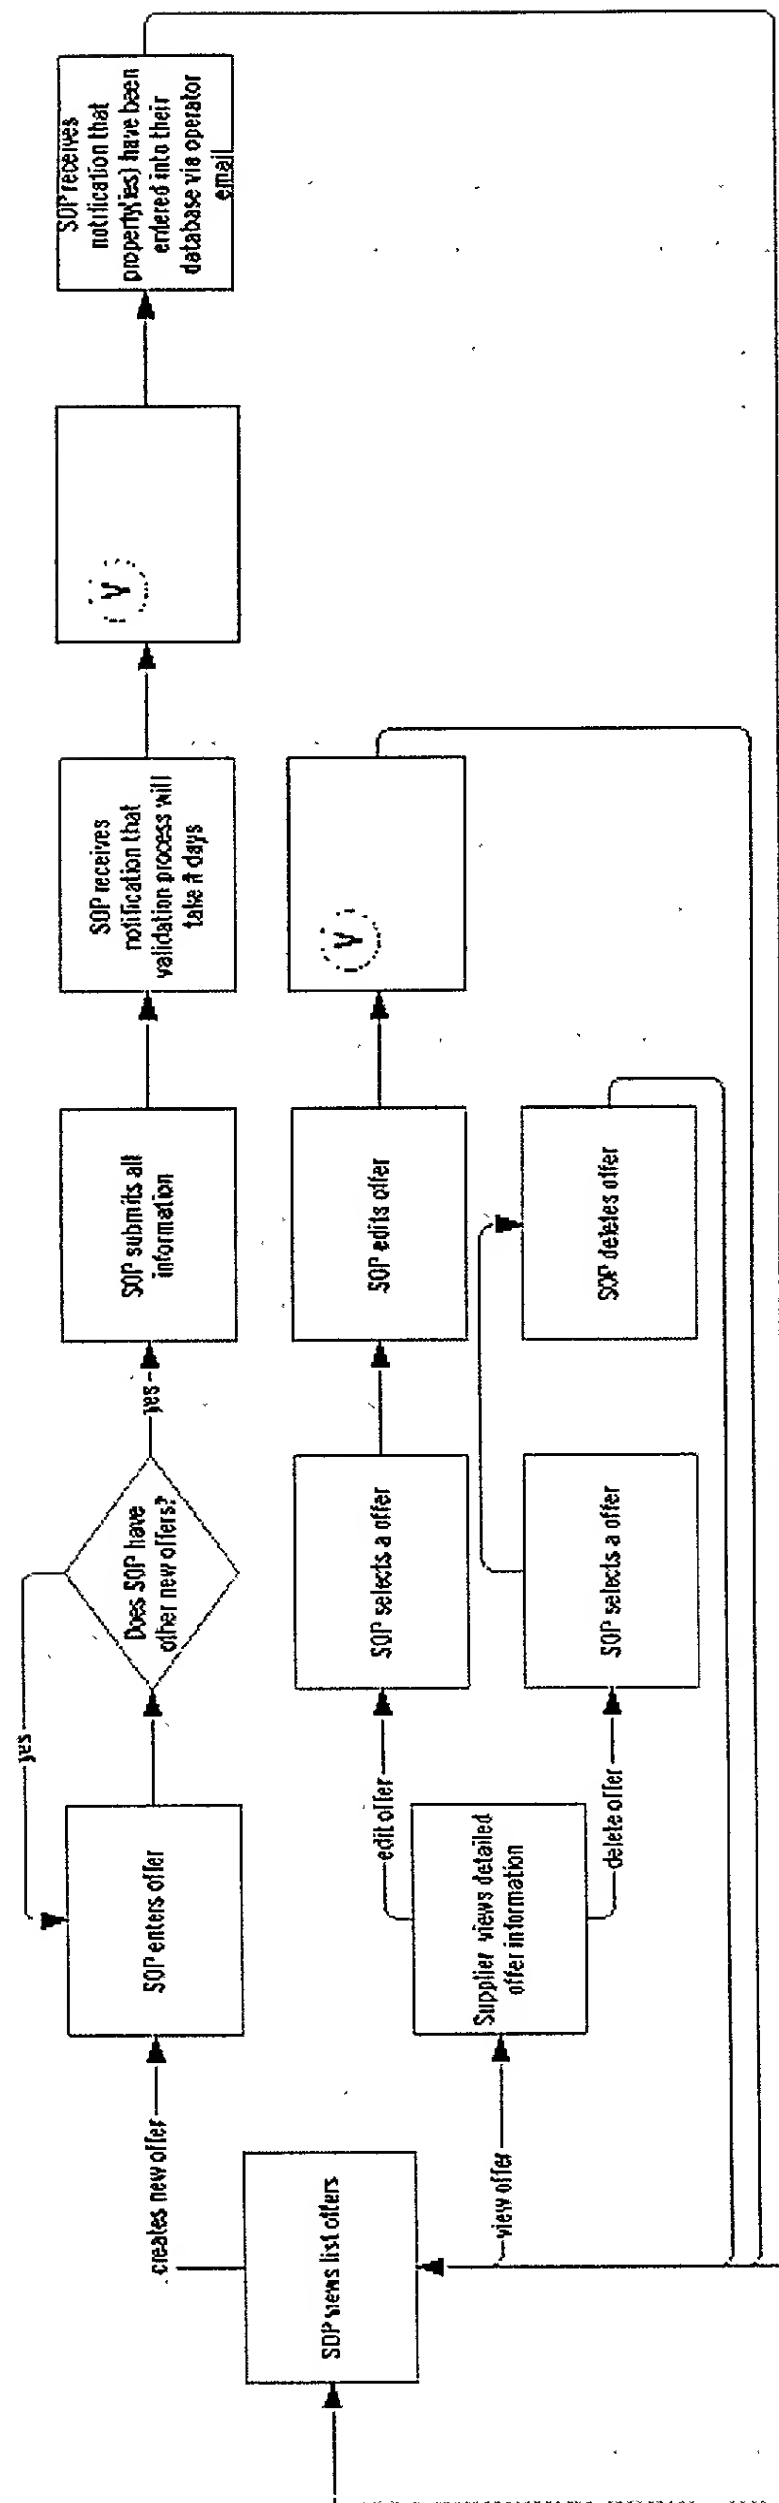 SOP views list offers
creates new offer
view offer
SOP enters offer
yes
Does SOP have
other new offers?
yes
SOP submits all
information
SOP receives
notification that
validation process will
take # days
V
SOP receives
notification that
property(ies) have been
entered into their
database via operator
email
Supplier views detailed
offer information
edit offer
SOP selects a offer
SOP edits offer
V
delete offer
SOP selects a offer
SOP deletes offer